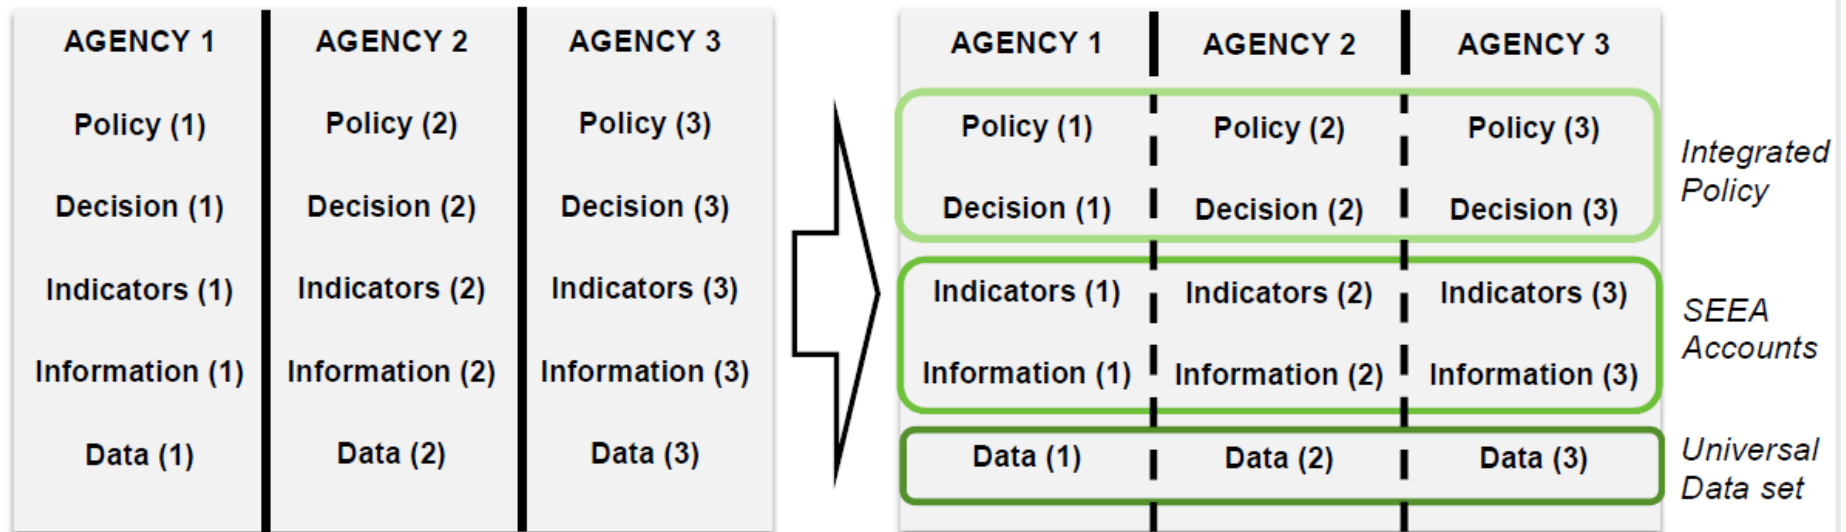 AGENCY 1 AGENCY 2 AGENCY 3
Policy (1) Policy (2) Policy (3)
Decision (1) Decision (2) Decision (3)
Indicators (1) Indicators (2) Indicators (3)
Information (1) Information (2) Information (3)
Data (1) Data (2) Data (3)
AGENCY 1 AGENCY 2 AGENCY 3
Policy (1) Policy (2) Policy (3)
Decision (1) Decision (2) Decision (3)
Integrated
Policy
Indicators (1) Indicators (2) Indicators (3)
Information (1) Information (2) Information (3)
SEEA
Accounts
Data (1) Data (2) Data (3)
Universal
Data set